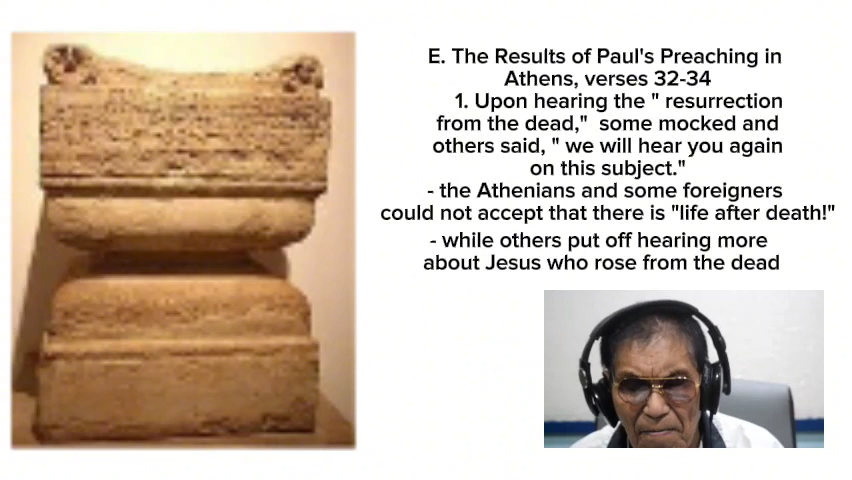 E. The Results of Paul's Preaching in
Athens, verses 32-34
1. Upon hearing the " resurrection
from the dead,"  some mocked and
others said, " we will hear you again
on this subject."
- the Athenians and some foreigners
could not accept that there is "life after death!"
- while others put off hearing more
about Jesus who rose from the dead